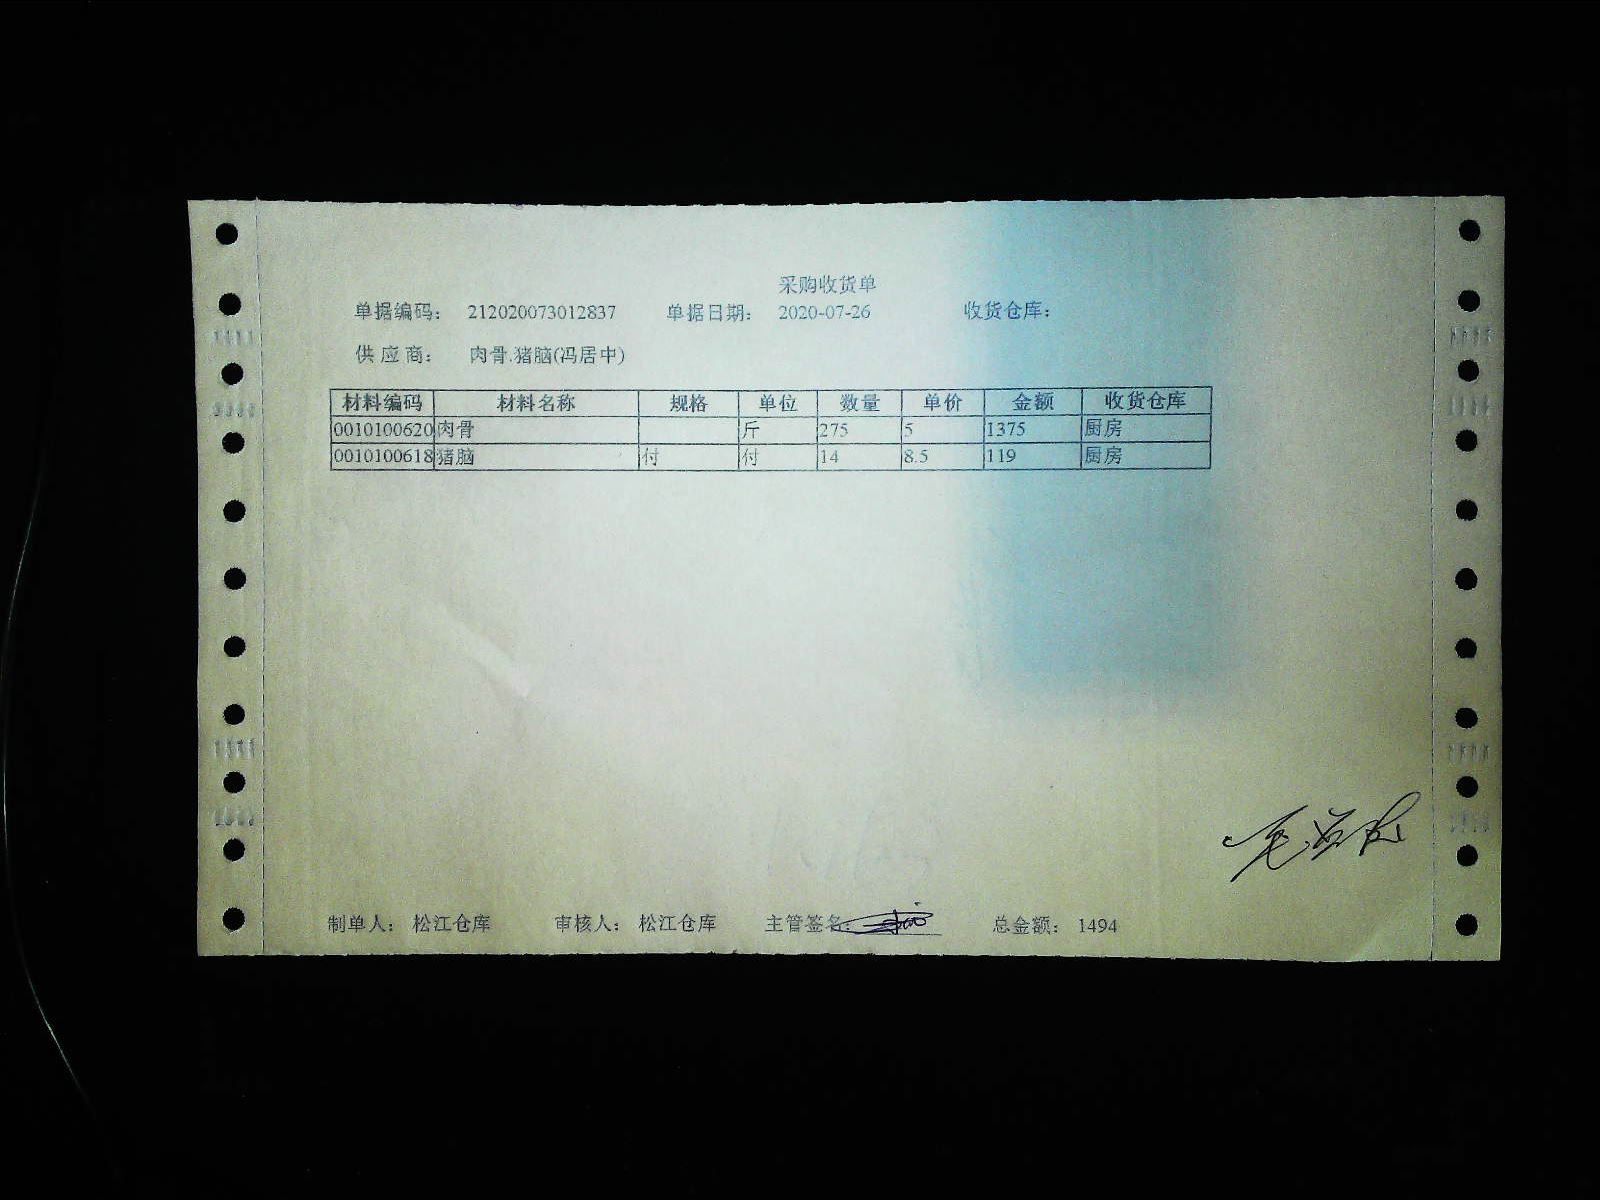 采购收货单
单据编码: 212020073012837 单据日期: 2020-07-26 收货仓库:
供应商: 肉骨.猪脑(冯居中)
材料编码 材料名称 规格 单位 数量 单价 金额 收货仓库
0010100620 肉骨 斤 275 5 1375 厨房
0010100618 猪脑 付 付 14 8.5 119 厨房
制单人: 松江仓库 审核人: 松江仓库 主管签名: 总金额: 1494